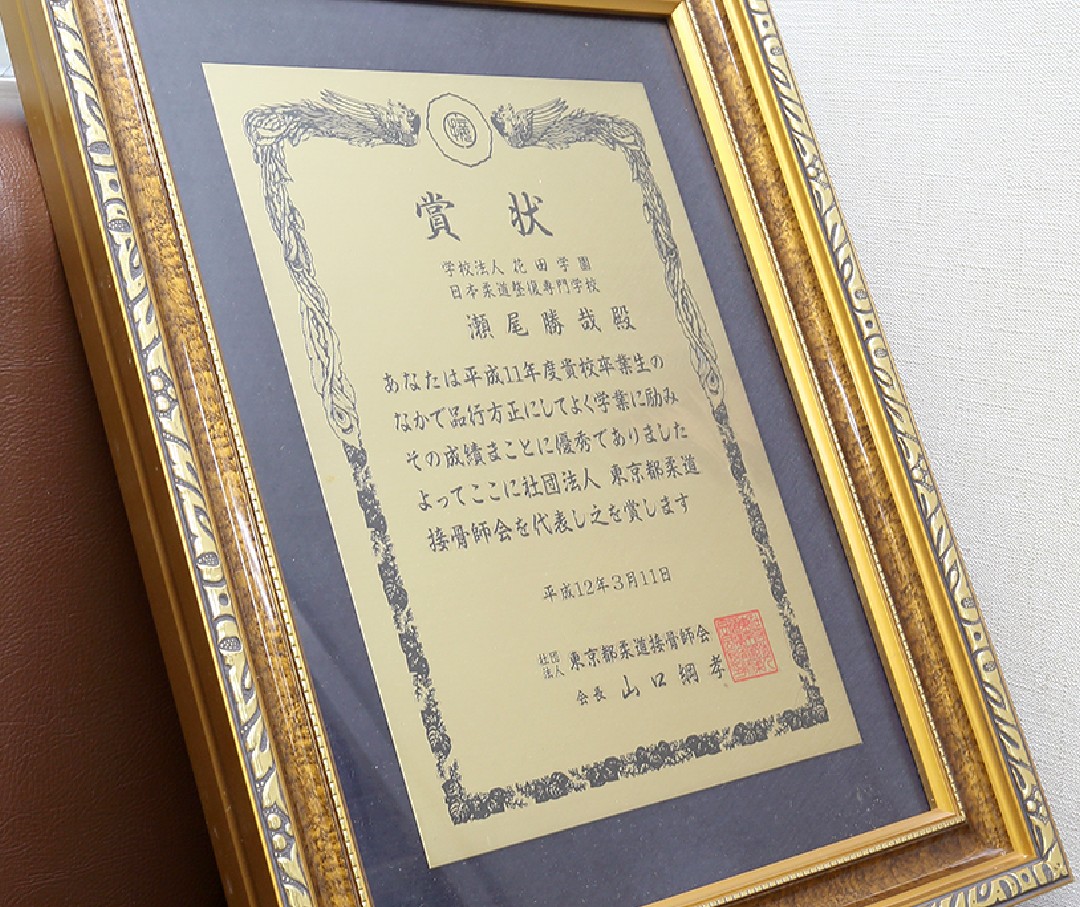 賞状
学校法人 花田学園
日本柔道整復専門学校
瀬尾勝哉殿
あなたは平成11年度貴校卒業生の
なかで品行方正にしてよく学業に励み
その成績まことに優秀でありました
よってここに社団法人 東京都柔道
接骨師会を代表し之を賞します
平成12年3月11日
社団法人 東京都柔道接骨師会
会長 山口綱孝